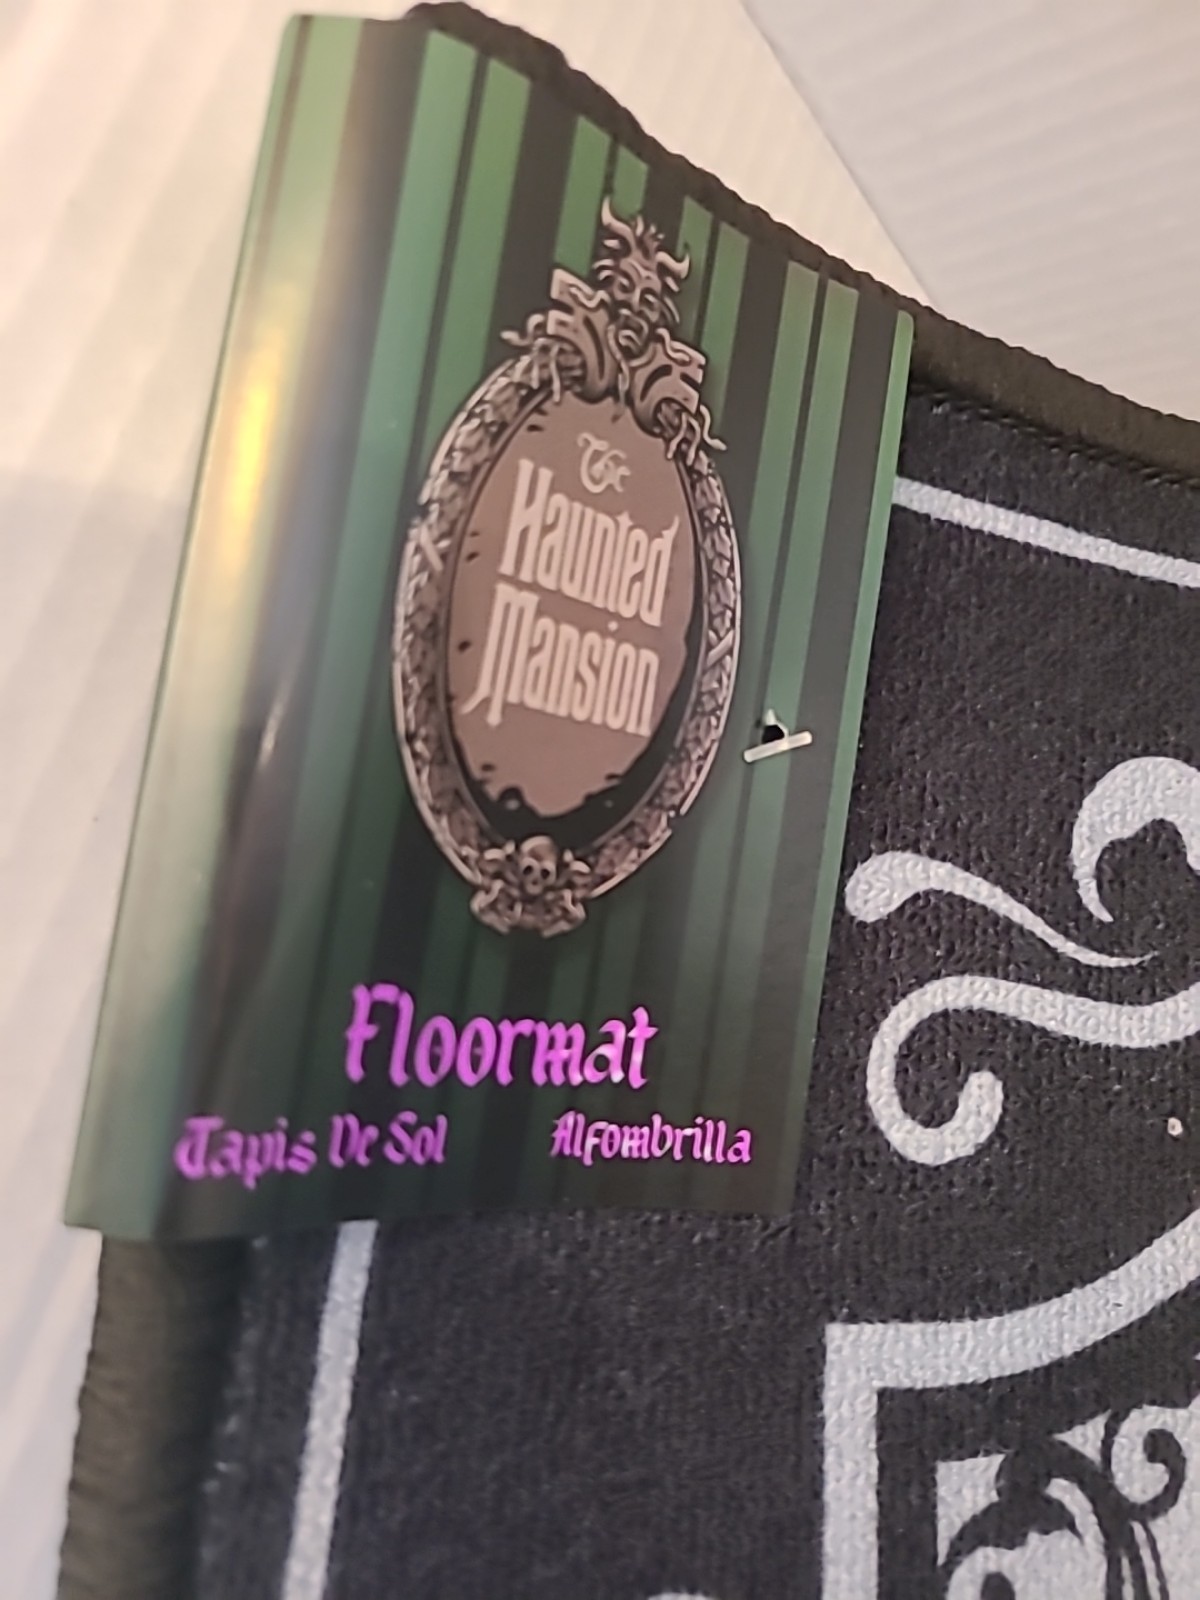 The
Haunted
Mansion
Floormat
Tapis De Sol
Alfombrilla